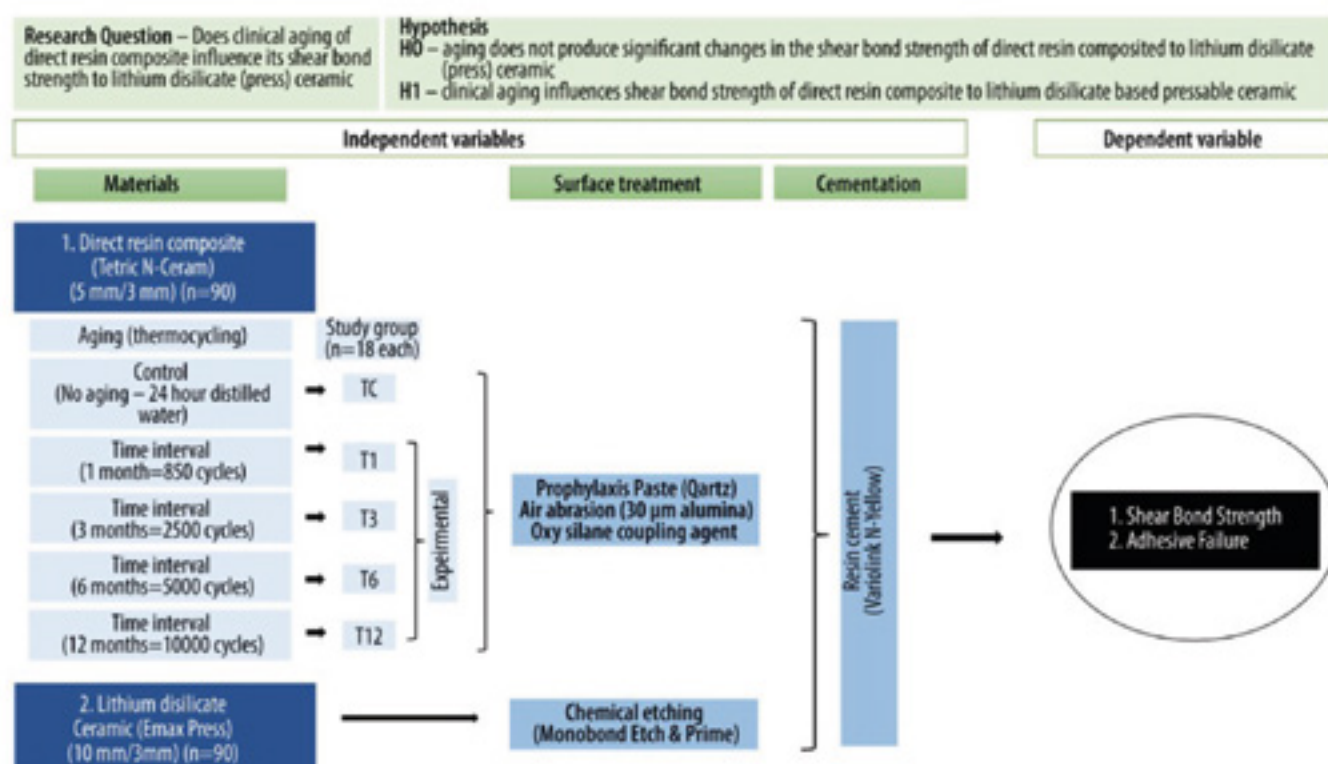 Research Question – Does clinical aging of
direct resin composite influence its shear bond
strength to lithium disilicate (press) ceramic
Hypothesis
H0 – aging does not produce significant changes in the shear bond strength of direct resin composited to lithium disilicate
(press) ceramic
H1 – clinical aging influences shear bond strength of direct resin composite to lithium disilicate based pressable ceramic
Independent variables
Dependent variable
Materials
Surface treatment
Cementation
1. Direct resin composite
(Tetric N-Ceram)
(5 mm/3 mm) (n=90)
Aging (thermocycling)
Study group
(n=18 each)
Control
(No aging – 24 hour distilled
water)
TC
Time interval
(1 month=850 cycles)
T1
Time interval
(3 months=2500 cycles)
T3
Time interval
(6 months=5000 cycles)
T6
Time interval
(12 months=10000 cycles)
T12
Expeirmental
Prophylaxis Paste (Qartz)
Air abrasion (30 µm alumina)
Oxy silane coupling agent
Resin cement
(Variolink N-Yellow)
1. Shear Bond Strength
2. Adhesive Failure
2. Lithium disilicate
Ceramic (Emax Press)
(10 mm/3mm) (n=90)
Chemical etching
(Monobond Etch & Prime)